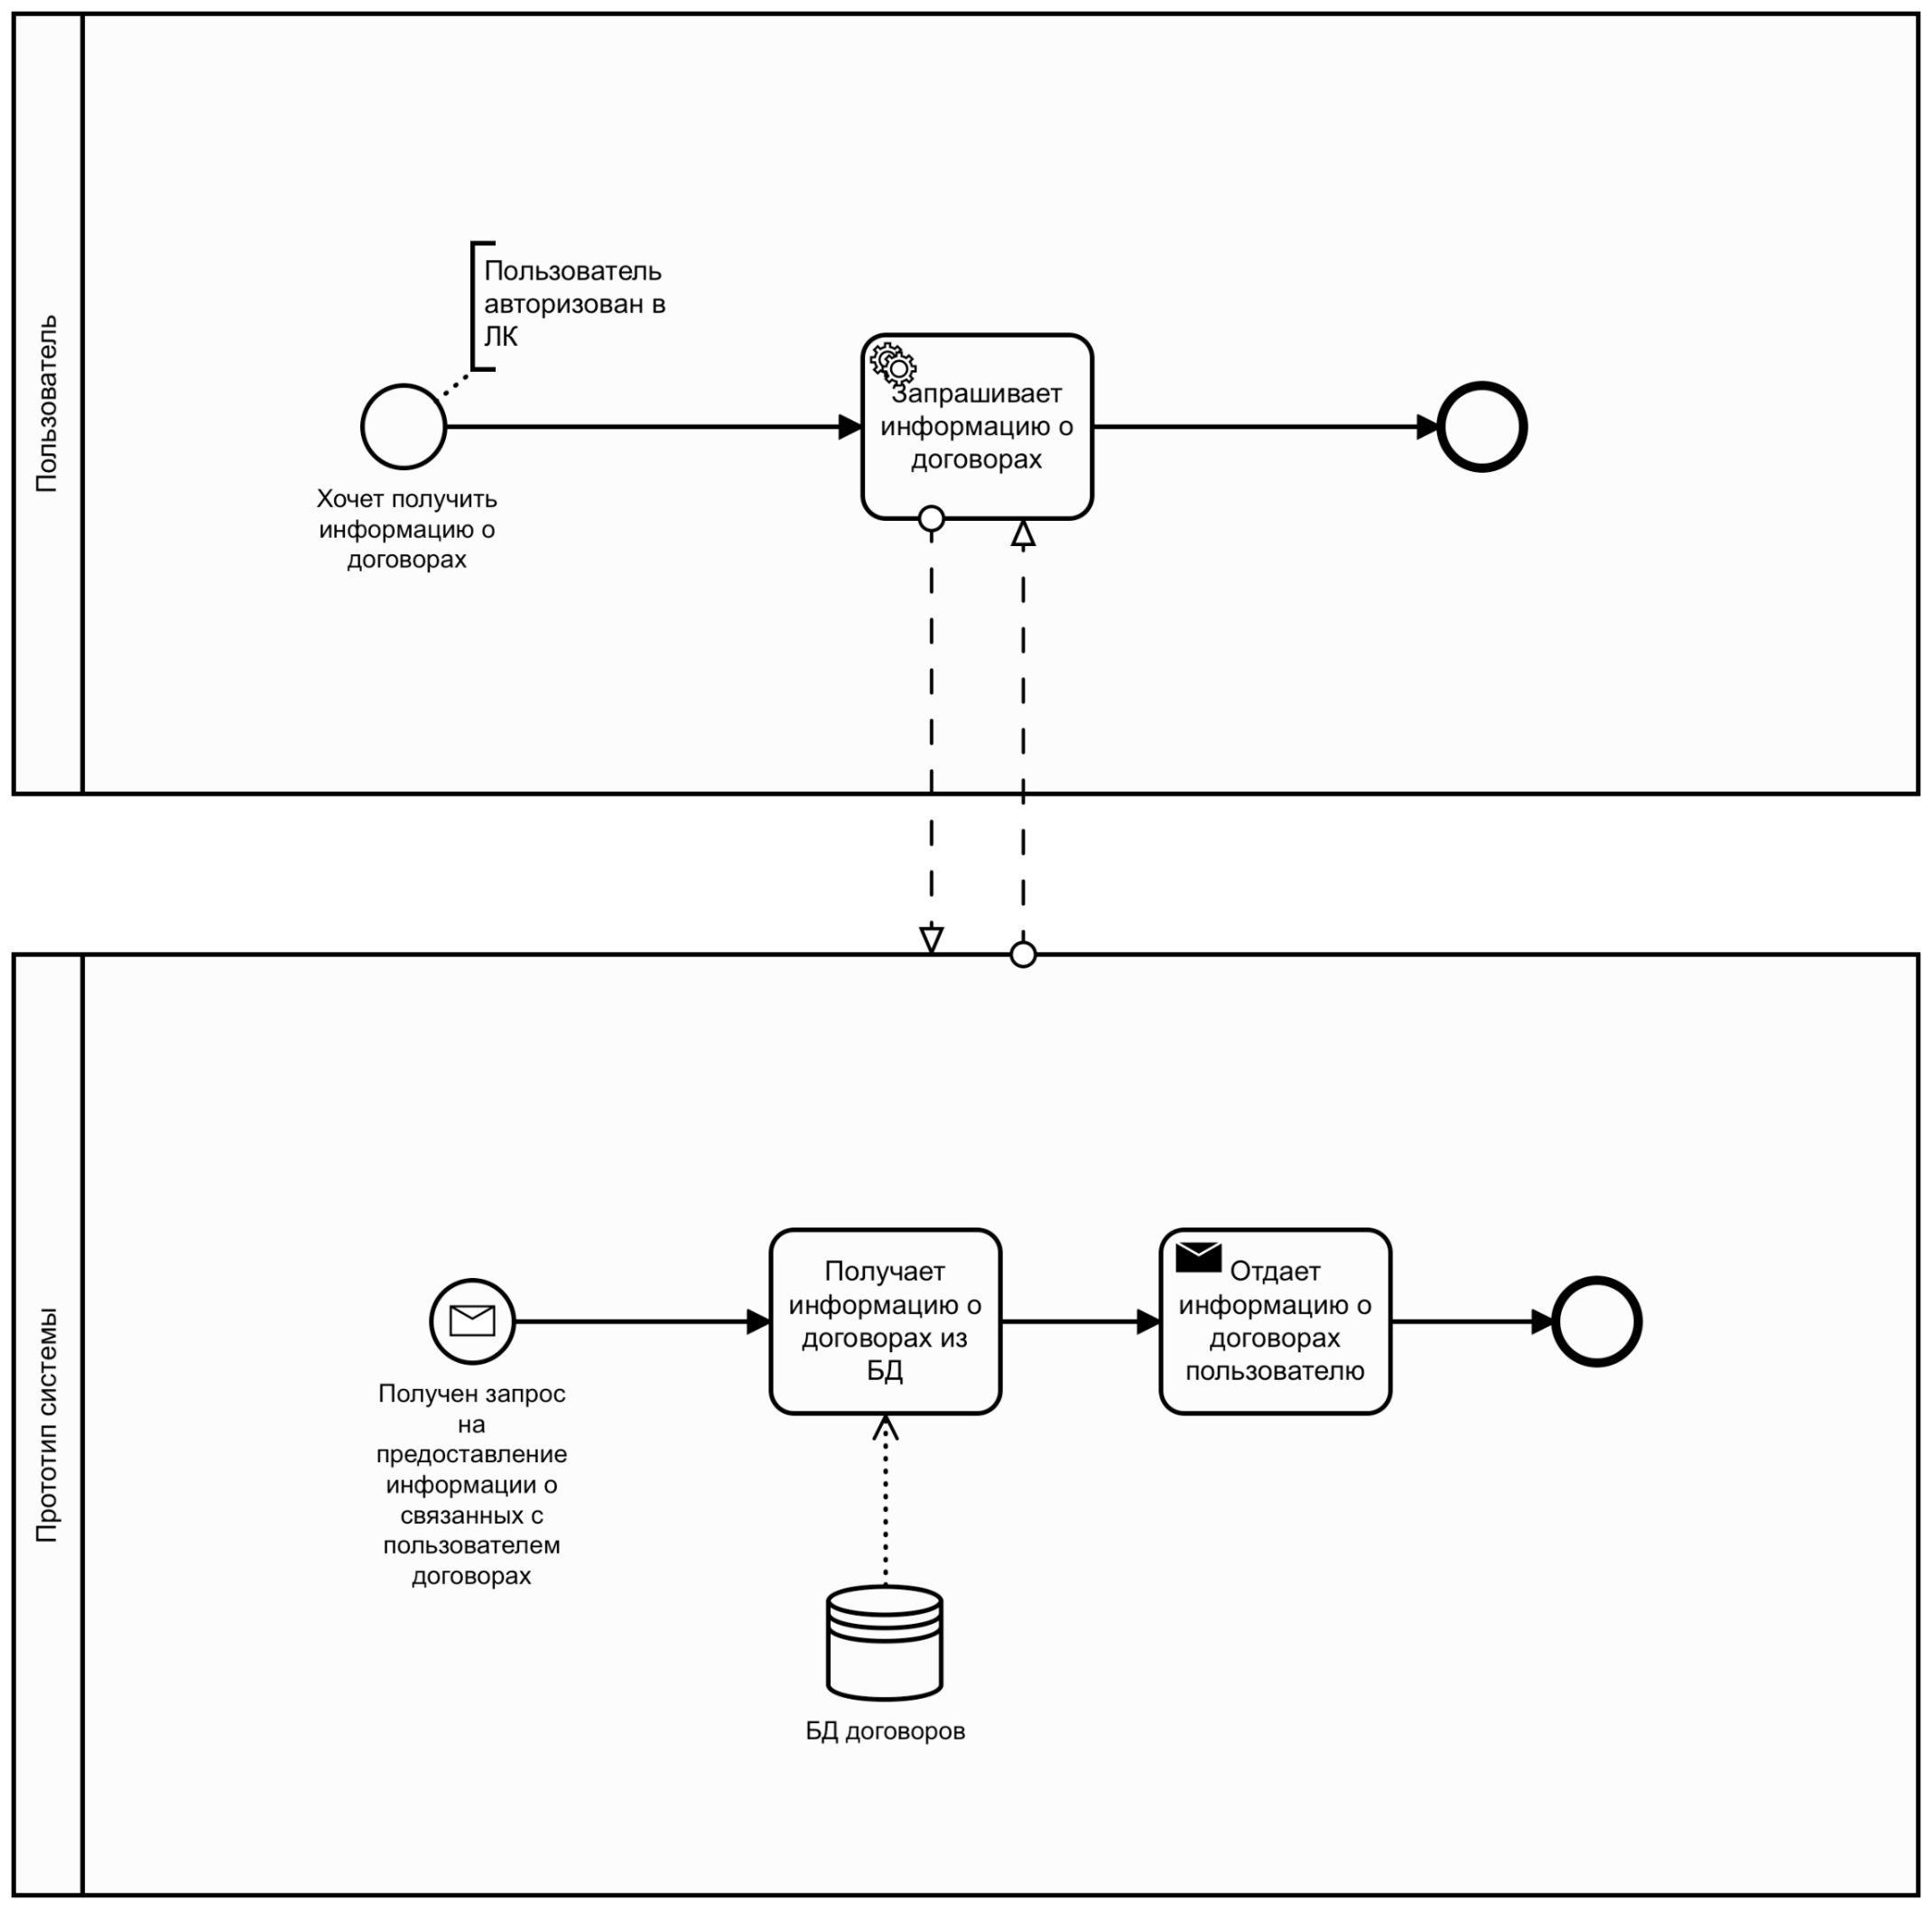 Пользователь
Пользователь
авторизован в
ЛК
Хочет получить
информацию о
договорах
Запрашивает
информацию о
договорах
Прототип системы
Получен запрос
на
предоставление
информации о
связанных с
пользователем
договорах
Получает
информацию о
договорах из
БД
Отдает
информацию о
договорах
пользователю
БД договоров